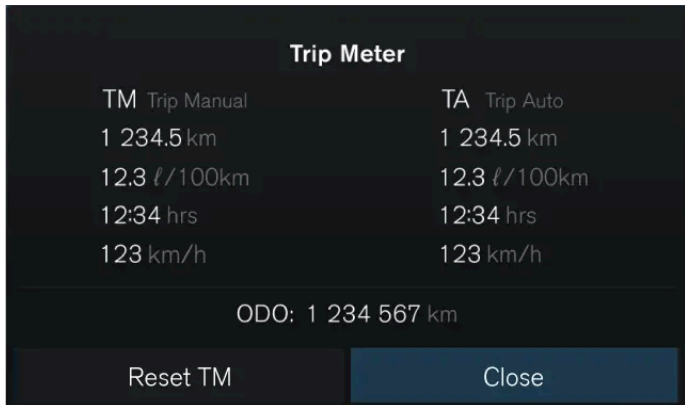 Trip Meter
TM Trip Manual TA Trip Auto
1 234.5 km 1 234.5 km
12.3 ℓ/100km 12.3 ℓ/100km
12:34 hrs 12:34 hrs
123 km/h 123 km/h
ODO: 1 234 567 km
Reset TM Close